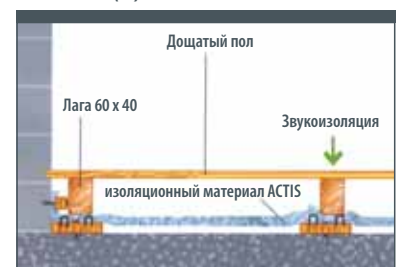 Дощатый пол
Лага 60 x 40
Звукоизоляция
изоляционный материал ACTIS